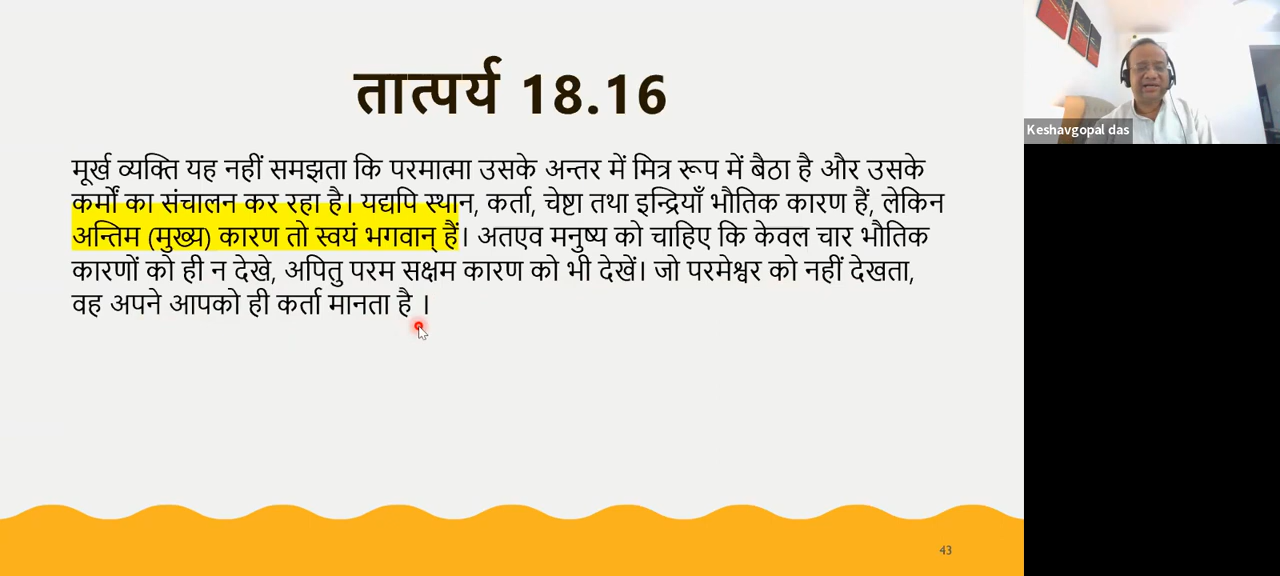 तात्पर्य 18.16
मूर्ख व्यक्ति यह नहीं समझता कि परमात्मा उसके अन्तर में मित्र रूप में बैठा है और उसके
कर्मों का संचालन कर रहा है। यद्यपि स्थान, कर्ता, चेष्टा तथा इन्द्रियाँ भौतिक कारण हैं, लेकिन
अन्तिम (मुख्य) कारण तो स्वयं भगवान् हैं। अतएव मनुष्य को चाहिए कि केवल चार भौतिक
कारणों को ही न देखे, अपितु परम सक्षम कारण को भी देखें। जो परमेश्वर को नहीं देखता,
वह अपने आपको ही कर्ता मानता है ।
43
Keshavgopal das